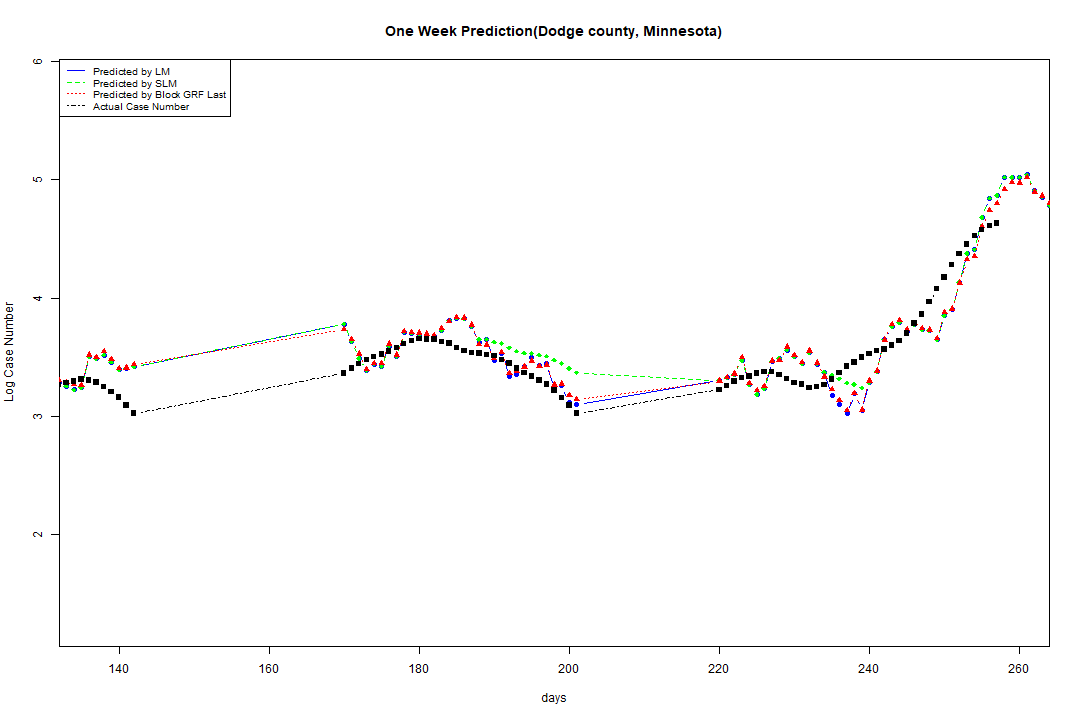 One Week Prediction(Dodge county, Minnesota)
Predicted by LM
Predicted by SLM
Predicted by Block GRF Last
Actual Case Number
6
5
4
3
2
Log Case Number
140 160 180 200 220 240 260
days